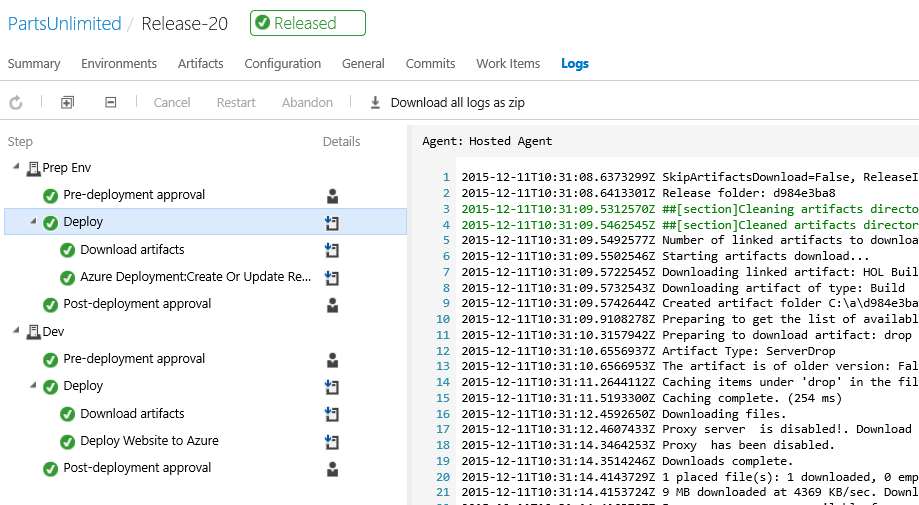 PartsUnlimited / Release-20 Released
Summary Environments Artifacts Configuration General Commits Work Items Logs
Cancel Restart Abandon Download all logs as zip
Step Details
Prep Env
Pre-deployment approval
Deploy
Download artifacts
Azure Deployment:Create Or Update Re...
Post-deployment approval
Dev
Pre-deployment approval
Deploy
Download artifacts
Deploy Website to Azure
Post-deployment approval
Agent: Hosted Agent
1 2015-12-11T10:31:08.6373299Z SkipArtifactsDownload=False, ReleaseI
2 2015-12-11T10:31:08.6413301Z Release folder: d984e3ba8
3 2015-12-11T10:31:09.5312570Z ##[section]Cleaning artifacts director
4 2015-12-11T10:31:09.5462545Z ##[section]Cleaned artifacts director
5 2015-12-11T10:31:09.5492577Z Number of linked artifacts to downloa
6 2015-12-11T10:31:09.5502546Z Starting artifacts download...
7 2015-12-11T10:31:09.5722545Z Downloading linked artifact: HOL Buil
8 2015-12-11T10:31:09.5732543Z Downloading artifact of type: Build
9 2015-12-11T10:31:09.5742644Z Created artifact folder C:\a\d984e3ba
10 2015-12-11T10:31:09.9108278Z Preparing to get the list of availabl
11 2015-12-11T10:31:10.3157942Z Preparing to download artifact: drop
12 2015-12-11T10:31:10.6556937Z Artifact Type: ServerDrop
13 2015-12-11T10:31:10.6566953Z The artifact is of older version: Fal
14 2015-12-11T10:31:11.2644112Z Caching items under 'drop' in the fil
15 2015-12-11T10:31:11.5193300Z Caching complete. (254 ms)
16 2015-12-11T10:31:12.4592650Z Downloading files.
17 2015-12-11T10:31:12.4607433Z Proxy server is disabled!. Download
18 2015-12-11T10:31:14.3464253Z Proxy has been disabled.
19 2015-12-11T10:31:14.3514246Z Downloads complete.
20 2015-12-11T10:31:14.4143729Z 1 placed file(s): 1 downloaded, 0 emp
21 2015-12-11T10:31:14.4153724Z 9 MB downloaded at 4369 KB/sec. Downl